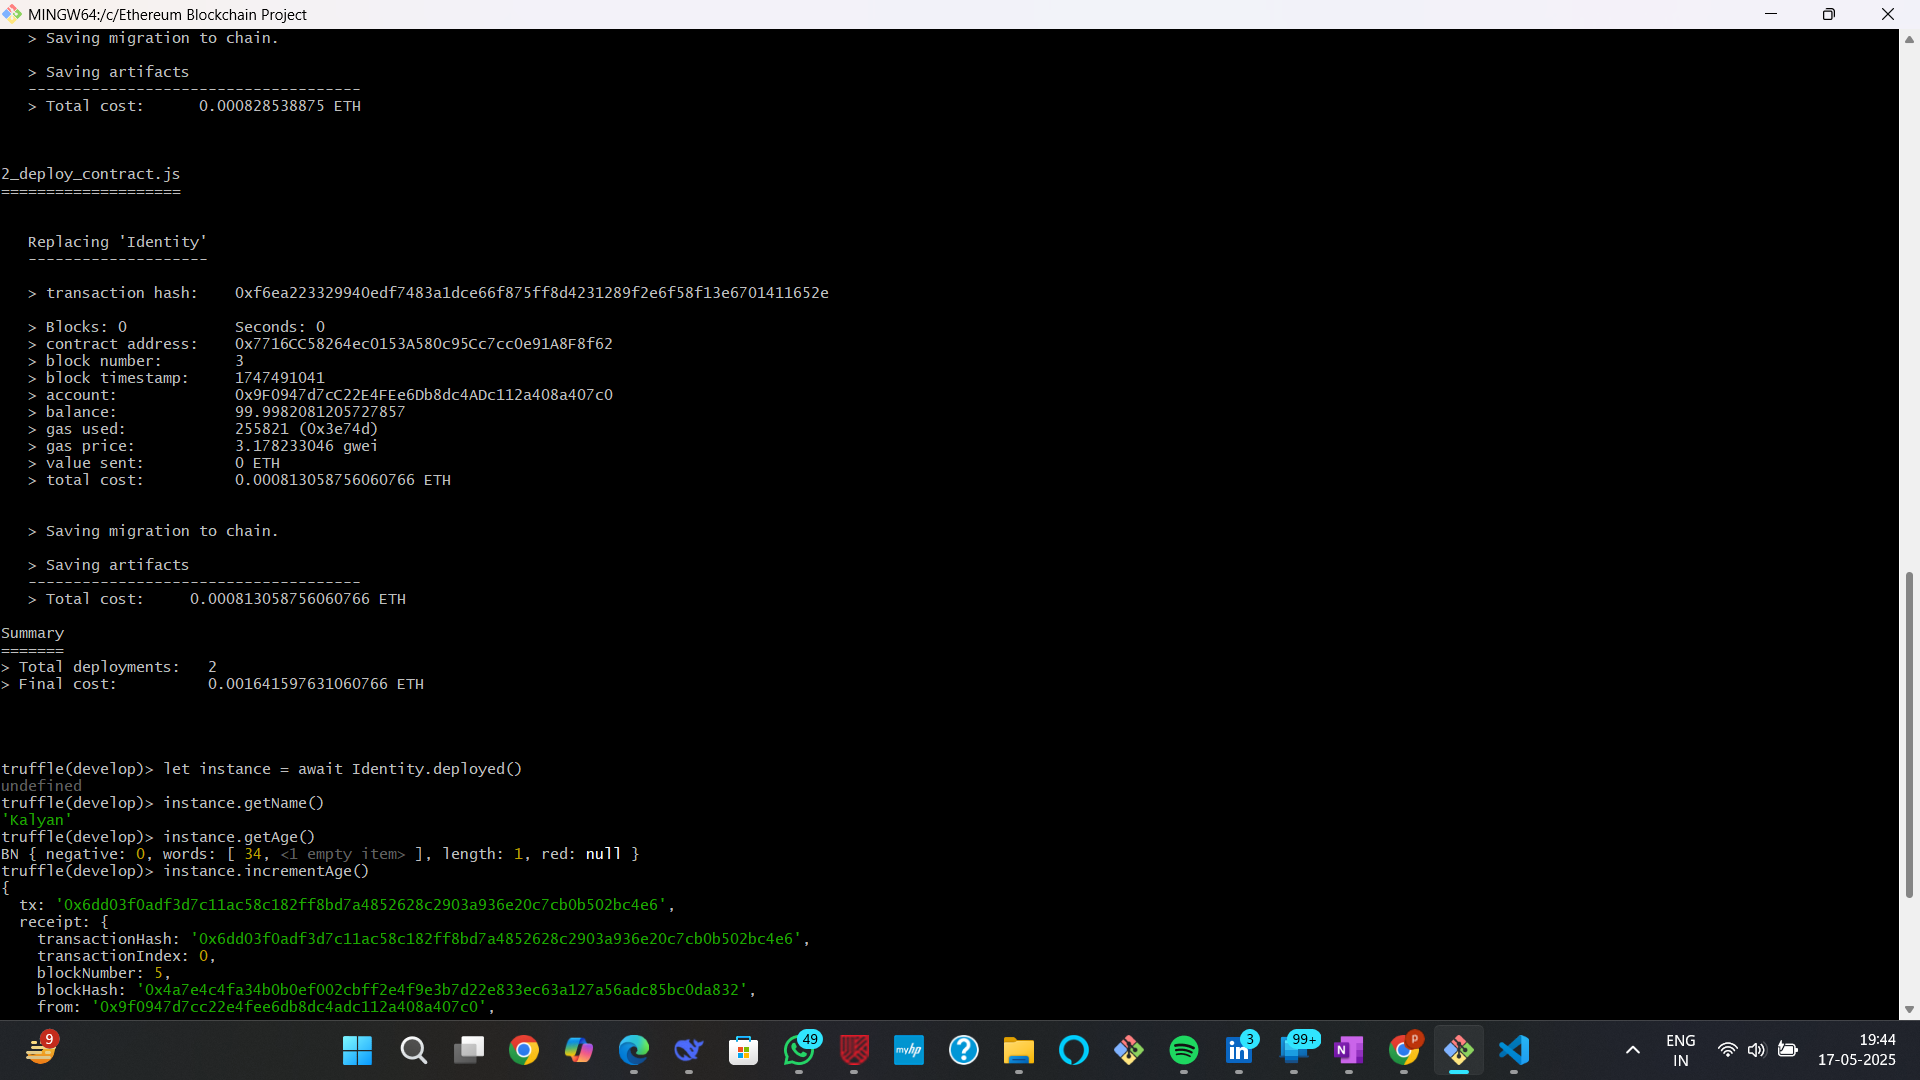 MINGW64:/c/Ethereum Blockchain Project
> Saving migration to chain.
> Saving artifacts
-------------------------------------
> Total cost:      0.000828538875 ETH
2_deploy_contract.js
====================
Replacing 'Identity'
--------------------
> transaction hash:    0xf6ea223329940edf7483a1dce66f875ff8d4231289f2e6f58f13e6701411652e
> Blocks: 0            Seconds: 0
> contract address:    0x7716CC58264ec0153A580c95Cc7cc0e91A8F8f62
> block number:        3
> block timestamp:     1747491041
> account:             0x9F0947d7cC22E4FEe6Db8dc4ADc112a408a407c0
> balance:             99.9982081205727857
> gas used:            255821 (0x3e74d)
> gas price:           3.178233046 gwei
> value sent:          0 ETH
> total cost:          0.000813058756060766 ETH
> Saving migration to chain.
> Saving artifacts
-------------------------------------
> Total cost:     0.000813058756060766 ETH
Summary
=======
> Total deployments:   2
> Final cost:          0.001641597631060766 ETH
truffle(develop)> let instance = await Identity.deployed()
undefined
truffle(develop)> instance.getName()
'Kalyan'
truffle(develop)> instance.getAge()
BN { negative: 0, words: [ 34, <1 empty item> ], length: 1, red: null }
truffle(develop)> instance.incrementAge()
{
  tx: '0x6dd03f0adf3d7c11ac58c182ff8bd7a4852628c2903a936e20c7cb0b502bc4e6',
  receipt: {
    transactionHash: '0x6dd03f0adf3d7c11ac58c182ff8bd7a4852628c2903a936e20c7cb0b502bc4e6',
    transactionIndex: 0,
    blockNumber: 5,
    blockHash: '0x4a7e4c4fa34b0b0ef002cbff2e4f9e3b7d22e833ec63a127a56adc85bc0da832',
    from: '0x9f0947d7cc22e4fee6db8dc4adc112a408a407c0',
9
49
myhp
?
in
3
99+
N
P
ENG
IN
19:44
17-05-2025